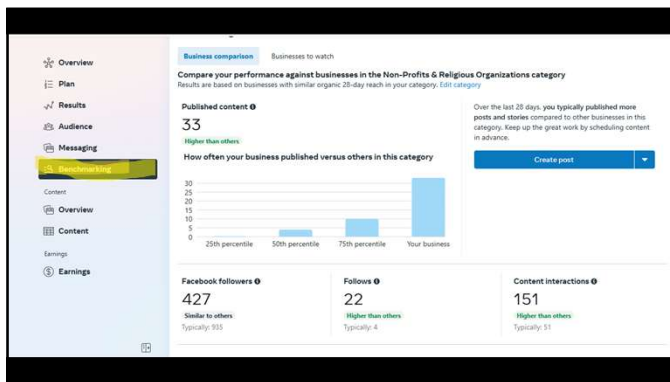 Overview
Plan
Results
Audience
Messaging
Benchmarking
Content
Overview
Content
Earnings
Earnings
Business comparison
Businesses to watch
Compare your performance against businesses in the Non-Profits & Religious Organizations category
Results are based on businesses with similar organic 28-day reach in your category. Edit category
Published content
33
Higher than others
How often your business published versus others in this category
30
25
20
15
10
5
0
25th percentile
50th percentile
75th percentile
Your business
Over the last 28 days, you typically published more
posts and stories compared to other businesses in this
category. Keep up the great work by scheduling content
in advance.
Create post
Facebook followers
427
Similar to others
Typically: 935
Follows
22
Higher than others
Typically: 4
Content interactions
151
Higher than others
Typically: 51